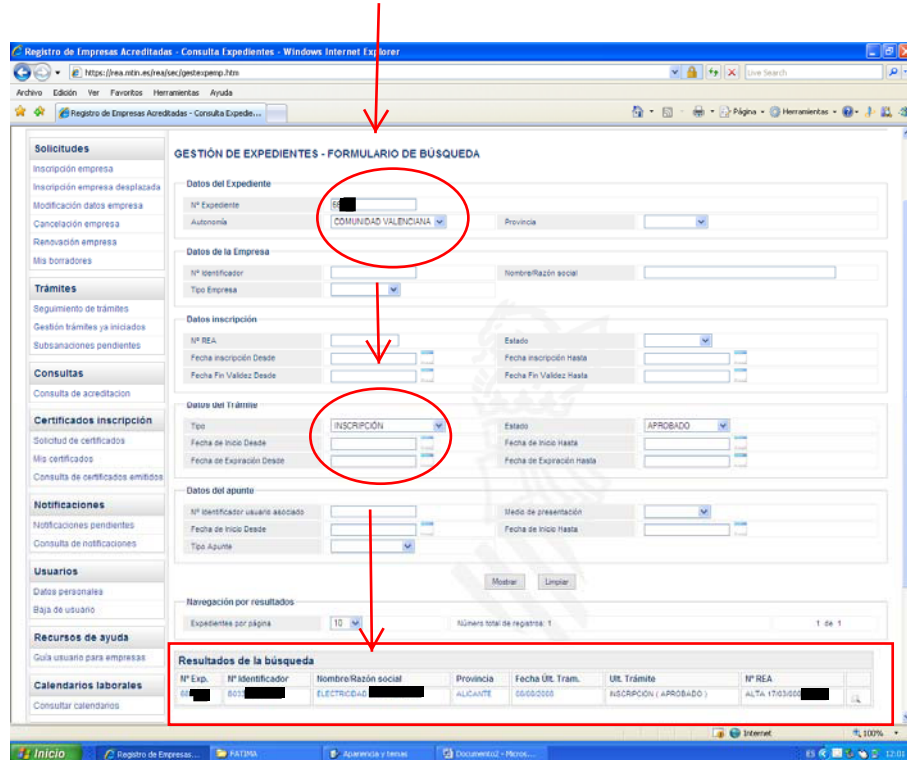 Registro de Empresas Acreditadas - Consulta Expedientes - Windows Internet Explorer
https://rea.mtin.es/rea/sec/gestexpemp.htm
Live Search
Archivo Edición Ver Favoritos Herramientas Ayuda
Registro de Empresas Acreditadas - Consulta Expede...
Página Herramientas
Solicitudes
Inscripción empresa
Inscripción empresa desplazada
Modificación datos empresa
Cancelación empresa
Renovación empresa
Mis borradores
Trámites
Seguimiento de trámites
Gestión trámites ya iniciados
Subsanaciones pendientes
Consultas
Consulta de acreditacion
Certificados inscripción
Solicitud de certificados
Mis certificados
Consulta de certificados emitidos
Notificaciones
Notificaciones pendientes
Consulta de notificaciones
Usuarios
Datos personales
Baja de usuario
Recursos de ayuda
Guía usuario para empresas
Calendarios laborales
Consultar calendarios
GESTIÓN DE EXPEDIENTES - FORMULARIO DE BÚSQUEDA
Datos del Expediente
Nº Expediente
Autonomía COMUNIDAD VALENCIANA Provincia
Datos de la Empresa
Nº Identificador Nombre/Razón social
Tipo Empresa
Datos inscripción
Nº REA Estado
Fecha inscripción Desde Fecha inscripción Hasta
Fecha Fin Validez Desde Fecha Fin Validez Hasta
Datos del Trámite
Tipo INSCRIPCIÓN Estado APROBADO
Fecha de Inicio Desde Fecha de Inicio Hasta
Fecha de Expiración Desde Fecha de Expiración Hasta
Datos del apunte
Nº Identificador usuario asociado Medio de presentación
Fecha de Inicio Desde Fecha de Inicio Hasta
Tipo Apunte
Mostrar Limpiar
Navegación por resultados
Expedientes por página 10 Número total de registros: 1 1 de 1
Resultados de la búsqueda
Nº Exp. Nº Identificador Nombre/Razón social Provincia Fecha Últ. Tram. Ult. Trámite Nº REA
ELECTRICIDAD ALICANTE 06/08/2008 INSCRIPCIÓN ( APROBADO ) ALTA
Internet 100%
Inicio Registro de Empresas... FATIMA Apariencia y temas Documento2 - Micros... ES 12:01